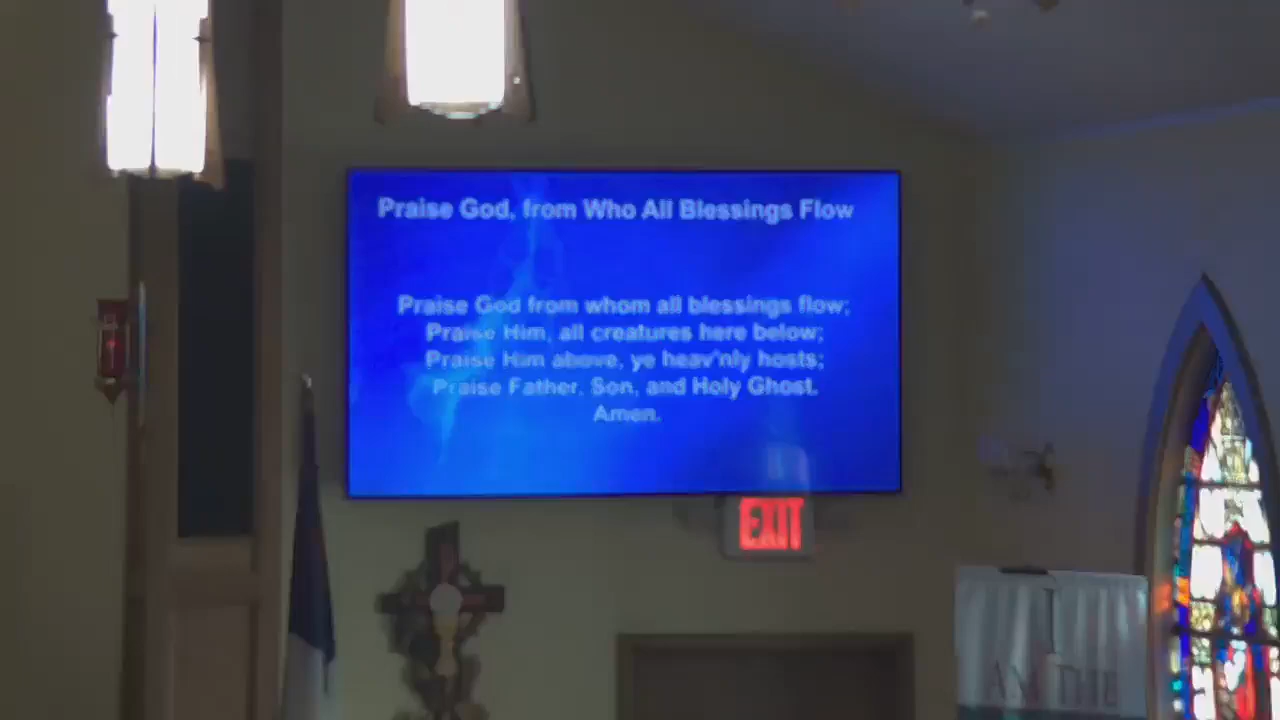 Praise God, from Who All Blessings Flow
Praise God from whom all blessings flow;
Praise Him, all creatures here below;
Praise Him above, ye heav'nly hosts;
Praise Father, Son, and Holy Ghost.
Amen.
EXIT